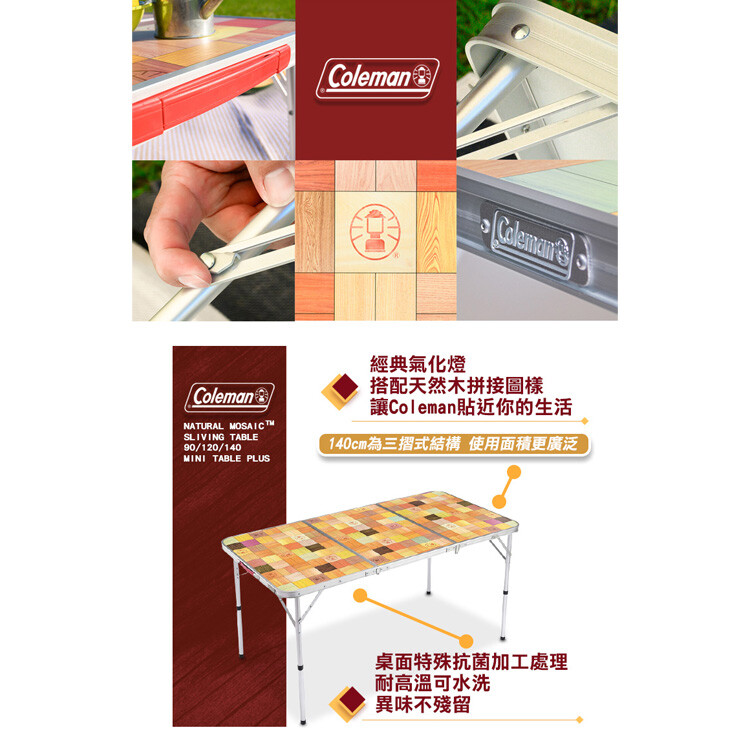 Coleman
®
®
Coleman
Coleman
NATURAL MOSAIC™
SLIVING TABLE
90/120/140
MINI TABLE PLUS
經典氣化燈
搭配天然木拼接圖樣
讓Coleman貼近你的生活
140cm為三摺式結構 使用面積更廣泛
桌面特殊抗菌加工處理
耐高溫可水洗
異味不殘留